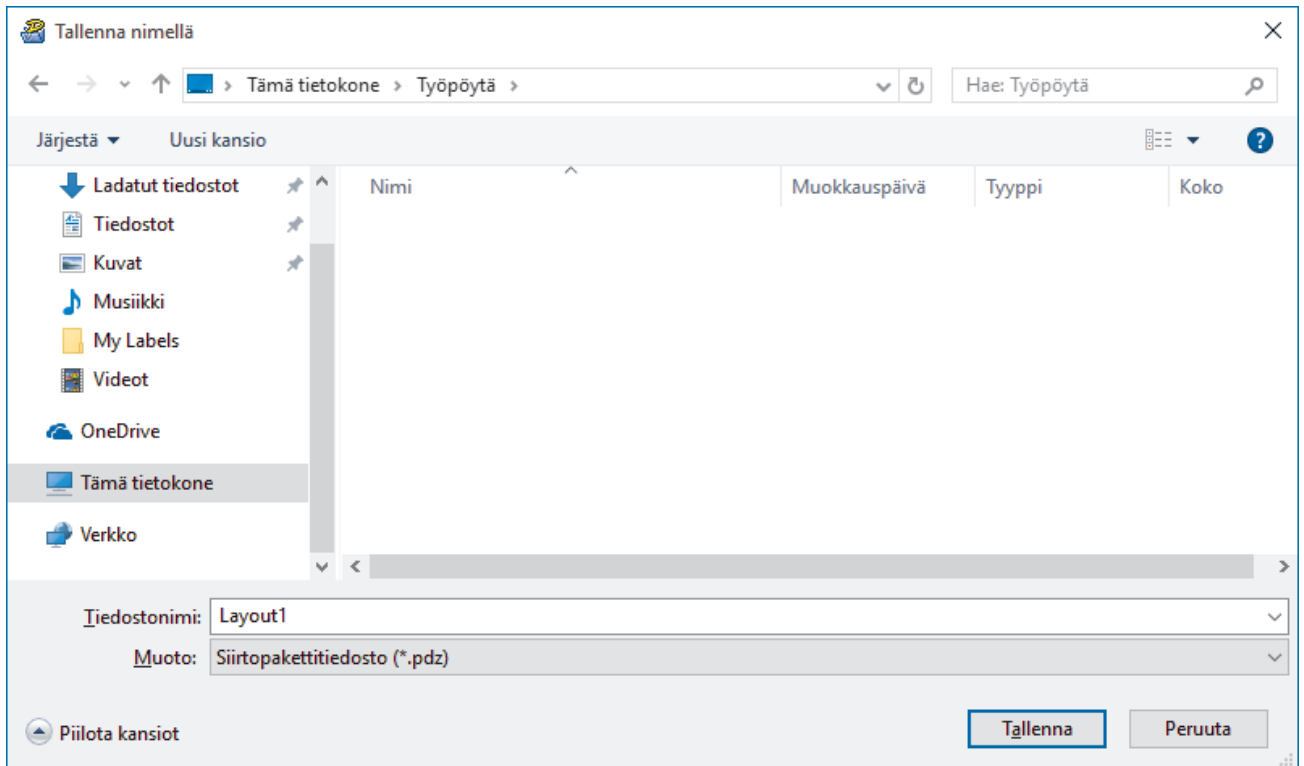 Tallenna nimellä
Tämä tietokone Työpöytä
Hae: Työpöytä
Järjestä Uusi kansio
Nimi Muokkauspäivä Tyyppi Koko
Ladatut tiedostot
Tiedostot
Kuvat
Musiikki
My Labels
Videot
OneDrive
Tämä tietokone
Verkko
Tiedostonimi: Layout1
Muoto: Siirtopakettitiedosto (*.pdz)
Piilota kansiot Tallenna Peruuta